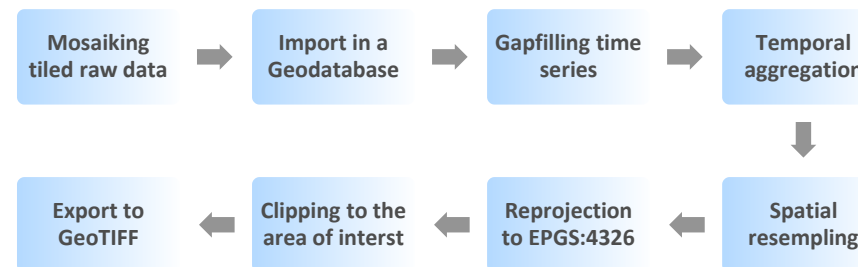 Mosaiking
tiled raw data
Import in a
Geodatabase
Gapfilling time
series
Temporal
aggregation
Export to
GeoTIFF
Clipping to the
area of interst
Reprojection
to EPGS:4326
Spatial
resempling